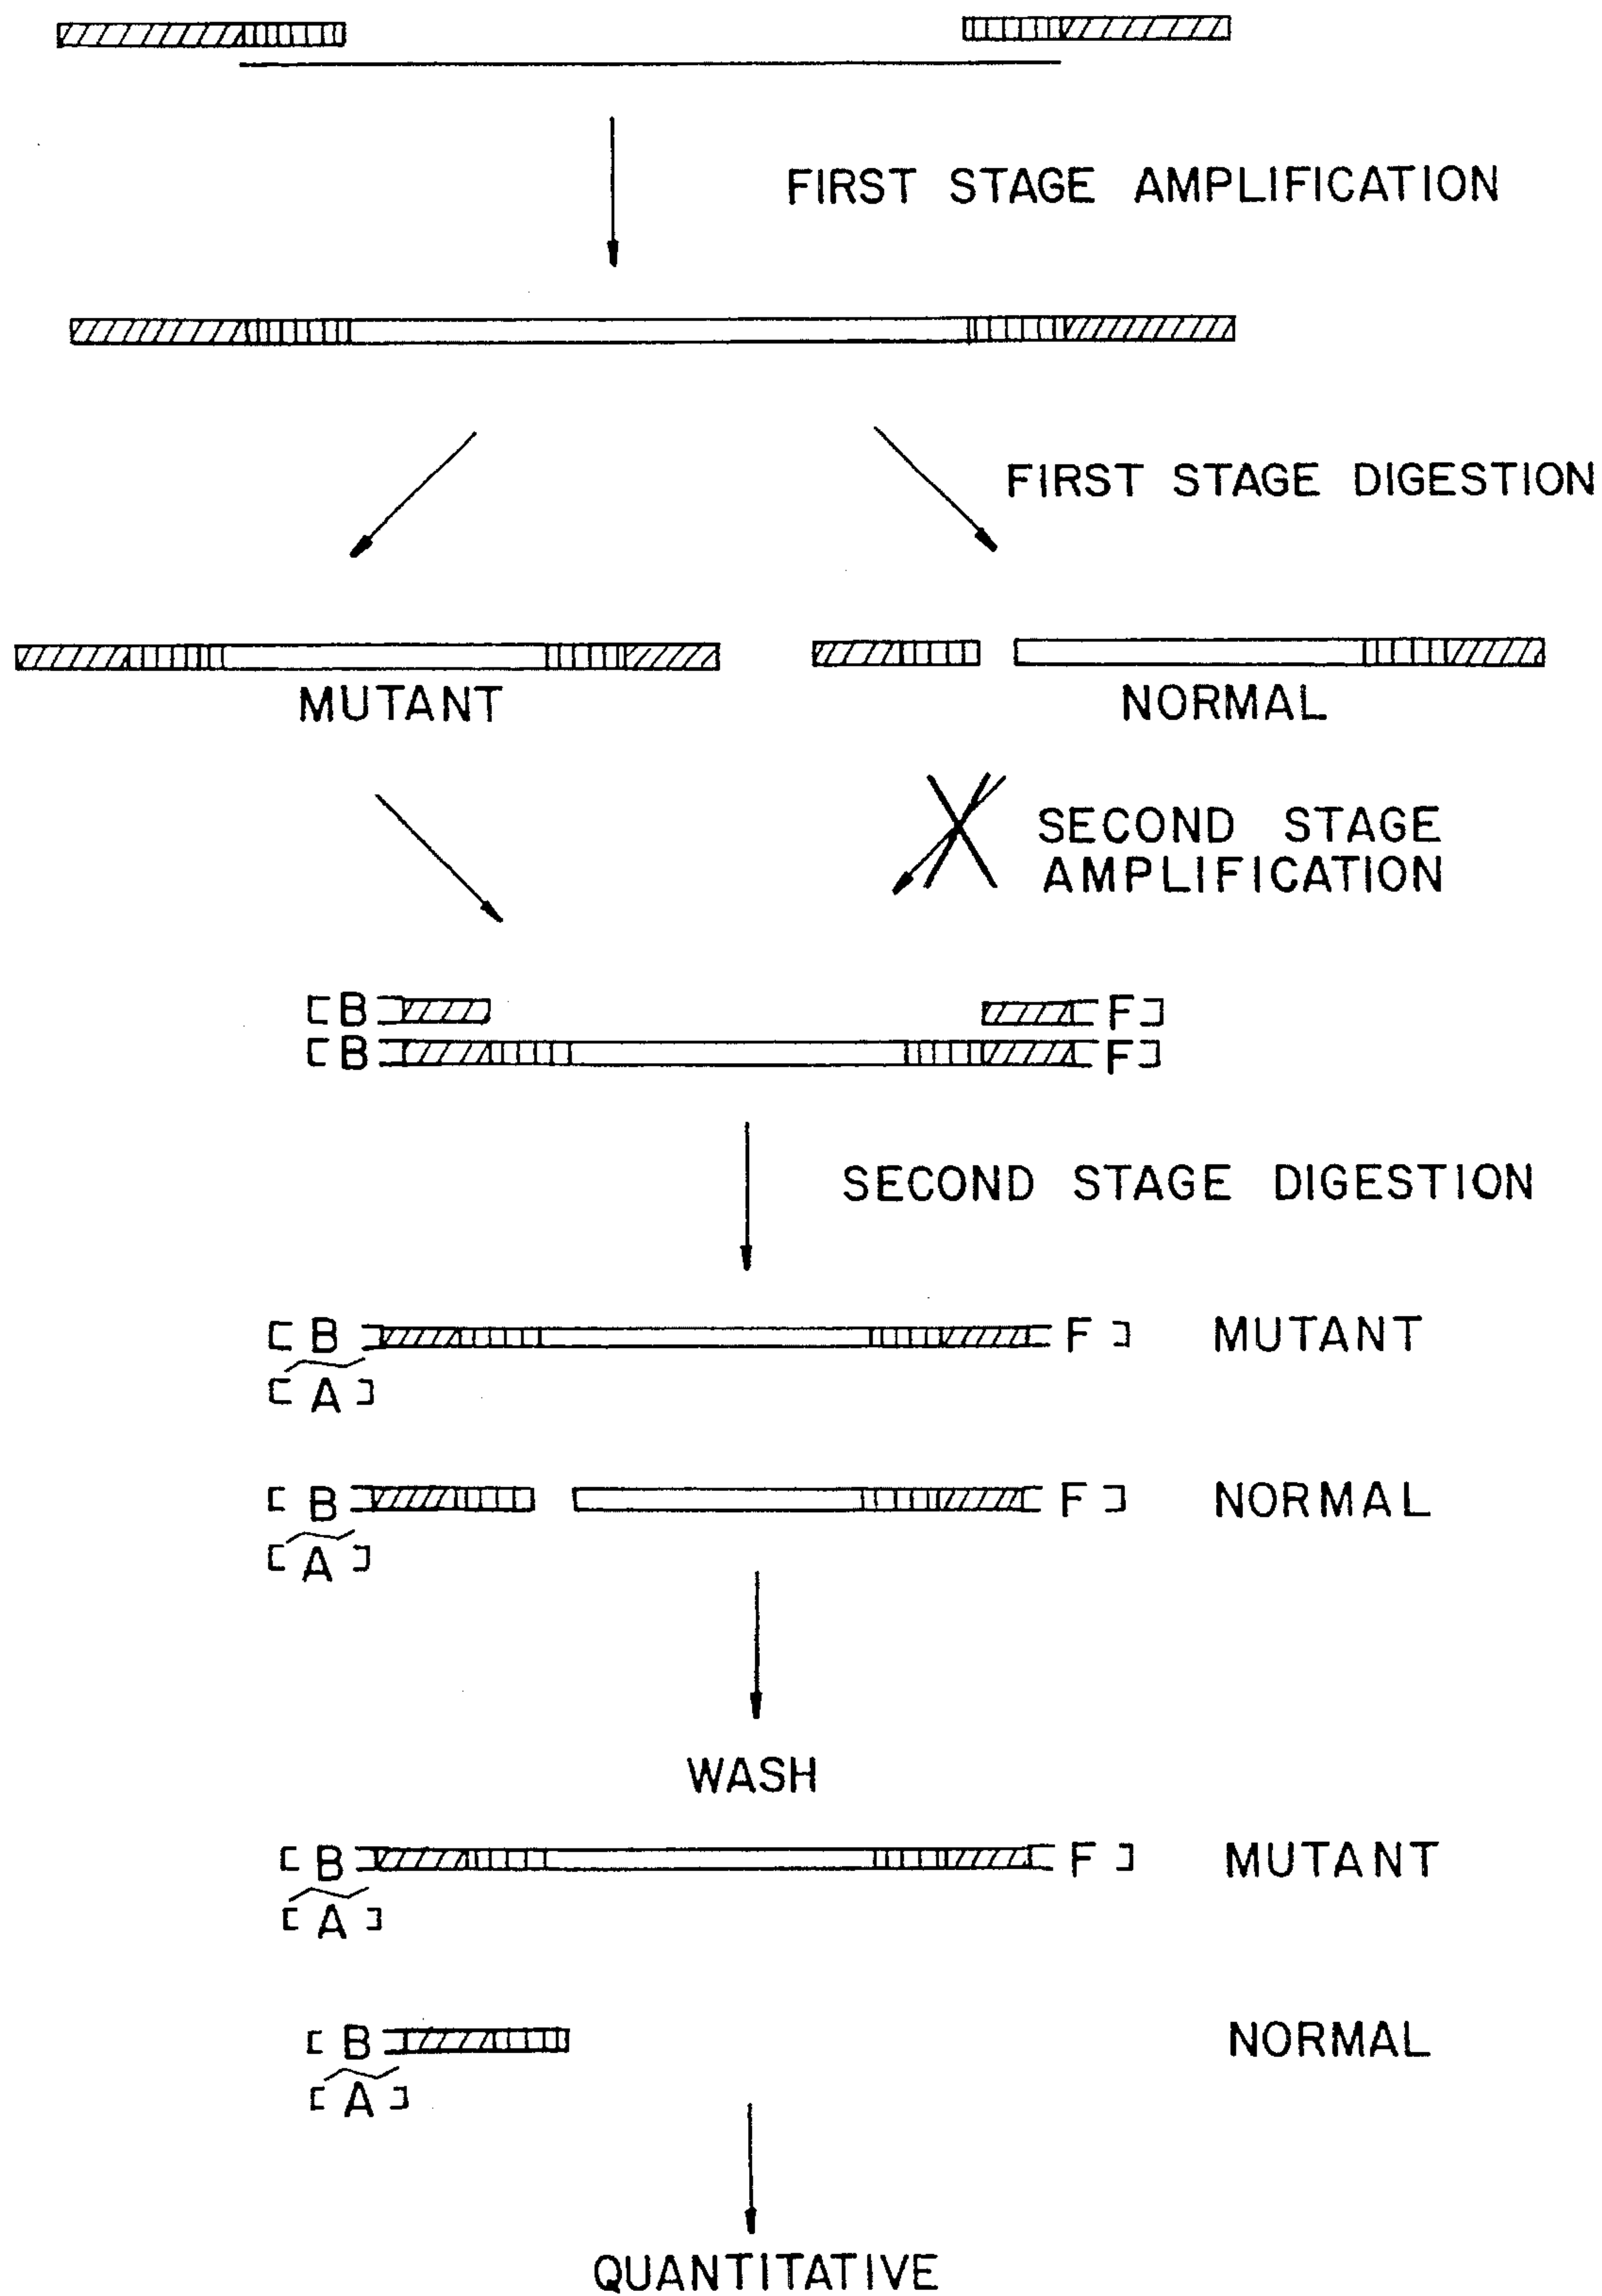 FIRST STAGE AMPLIFICATION
FIRST STAGE DIGESTION
MUTANT NORMAL
SECOND STAGE
AMPLIFICATION
[B] [F]
[B] [F]
SECOND STAGE DIGESTION
[B] [F] MUTANT
[A]
[B] [F] NORMAL
[A]
WASH
[B] [F] MUTANT
[A]
[B] NORMAL
[A]
QUANTITATIVE